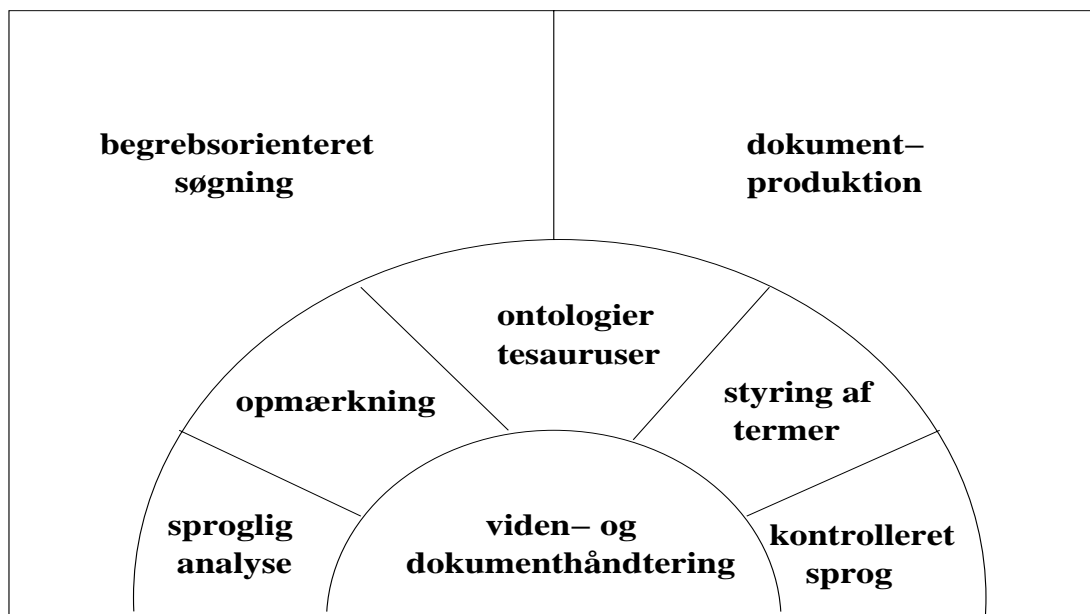 begrebsorienteret
søgning
dokument–
produktion
ontologier
tesauruser
opmærkning
styring af
termer
sproglig
analyse
viden– og
dokumenthåndtering
kontrolleret
sprog